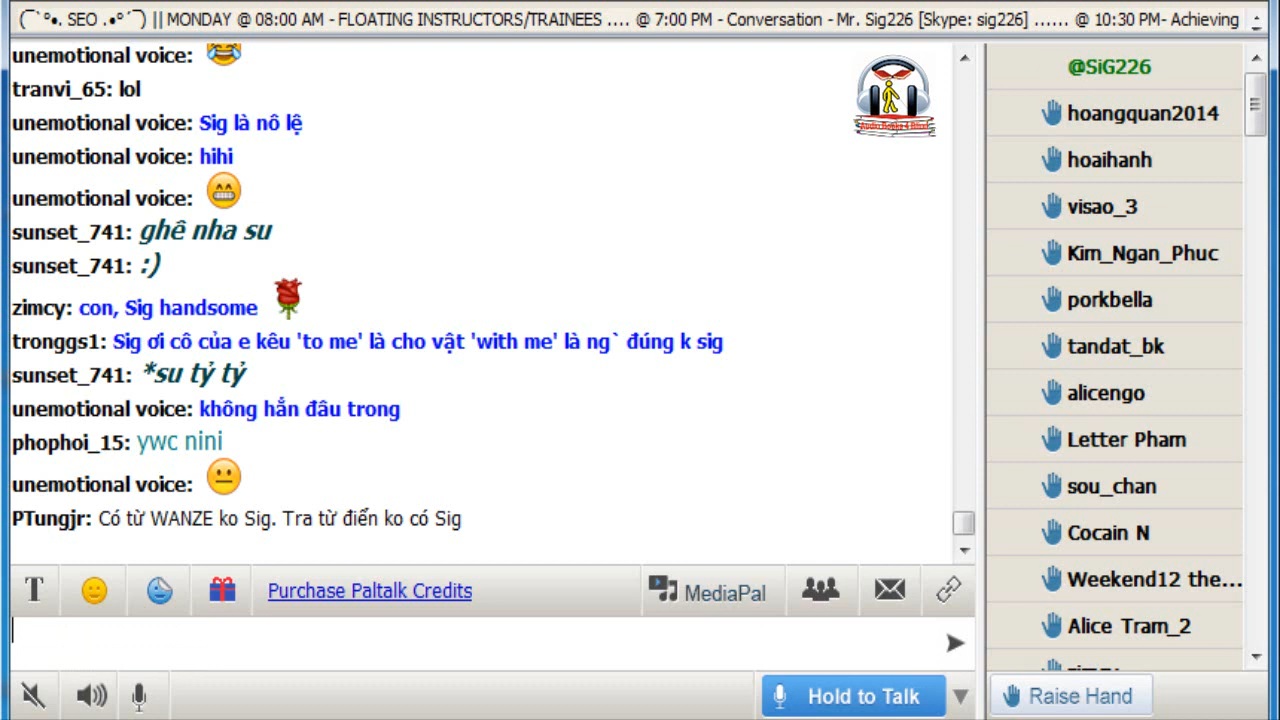 (¯`°•. SEO .•°´¯) || MONDAY @ 08:00 AM - FLOATING INSTRUCTORS/TRAINEES .... @ 7:00 PM - Conversation - Mr. Sig226 [Skype: sig226] ...... @ 10:30 PM- Achieving
unemotional voice:
tranvi_65: lol
unemotional voice: Sig là nô lệ
unemotional voice: hihi
unemotional voice:
sunset_741: ghê nha su
sunset_741: :)
zimcy: con, Sig handsome
tronggs1: Sig ơi cô của e kêu 'to me' là cho vật 'with me' là ng` đúng k sig
sunset_741: *su tỷ tỷ
unemotional voice: không hẳn đâu trong
phophoi_15: ywc nini
unemotional voice:
PTungjr: Có từ WANZE ko Sig. Tra từ điển ko có Sig
T
Purchase Paltalk Credits
MediaPal
Hold to Talk
@SiG226
hoangquan2014
hoaihanh
visao_3
Kim_Ngan_Phuc
porkbella
tandat_bk
alicengo
Letter Pham
sou_chan
Cocain N
Weekend12 the...
Alice Tram_2
Raise Hand